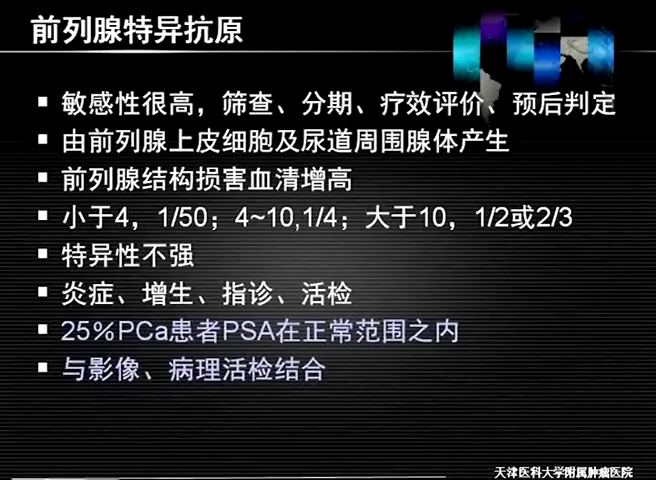 前列腺特异抗原
▪ 敏感性很高，筛查、分期、疗效评价、预后判定
▪ 由前列腺上皮细胞及尿道周围腺体产生
▪ 前列腺结构损害血清增高
▪ 小于4，1/50；4~10,1/4；大于10，1/2或2/3
▪ 特异性不强
▪ 炎症、增生、指诊、活检
▪ 25%PCa患者PSA在正常范围之内
▪ 与影像、病理活检结合
天津医科大学附属肿瘤医院